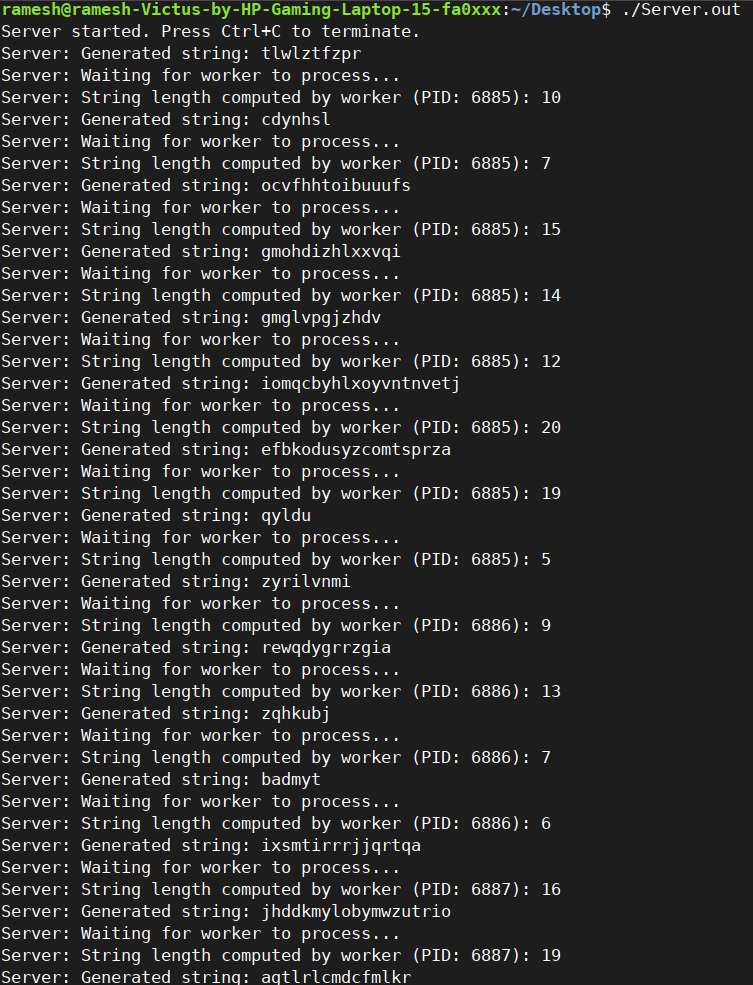 ramesh@ramesh-Victus-by-HP-Gaming-Laptop-15-fa0xxx:~/Desktop$ ./Server.out
Server started. Press Ctrl+C to terminate.
Server: Generated string: tlwlztfzpr
Server: Waiting for worker to process...
Server: String length computed by worker (PID: 6885): 10
Server: Generated string: cdynhsl
Server: Waiting for worker to process...
Server: String length computed by worker (PID: 6885): 7
Server: Generated string: ocvfhhtoibuuufs
Server: Waiting for worker to process...
Server: String length computed by worker (PID: 6885): 15
Server: Generated string: gmohdizhlxxvqi
Server: Waiting for worker to process...
Server: String length computed by worker (PID: 6885): 14
Server: Generated string: gmglvpgjzhdv
Server: Waiting for worker to process...
Server: String length computed by worker (PID: 6885): 12
Server: Generated string: iomqcbyhlxoyvntnvetj
Server: Waiting for worker to process...
Server: String length computed by worker (PID: 6885): 20
Server: Generated string: efbkodusyzcomtsprza
Server: Waiting for worker to process...
Server: String length computed by worker (PID: 6885): 19
Server: Generated string: qyldu
Server: Waiting for worker to process...
Server: String length computed by worker (PID: 6885): 5
Server: Generated string: zyrilvnmi
Server: Waiting for worker to process...
Server: String length computed by worker (PID: 6886): 9
Server: Generated string: rewqdygrrzgia
Server: Waiting for worker to process...
Server: String length computed by worker (PID: 6886): 13
Server: Generated string: zqhkubj
Server: Waiting for worker to process...
Server: String length computed by worker (PID: 6886): 7
Server: Generated string: badmyt
Server: Waiting for worker to process...
Server: String length computed by worker (PID: 6886): 6
Server: Generated string: ixsmtirrrjjqrtqa
Server: Waiting for worker to process...
Server: String length computed by worker (PID: 6887): 16
Server: Generated string: jhddkmylobymwzutrio
Server: Waiting for worker to process...
Server: String length computed by worker (PID: 6887): 19
Server: Generated string: